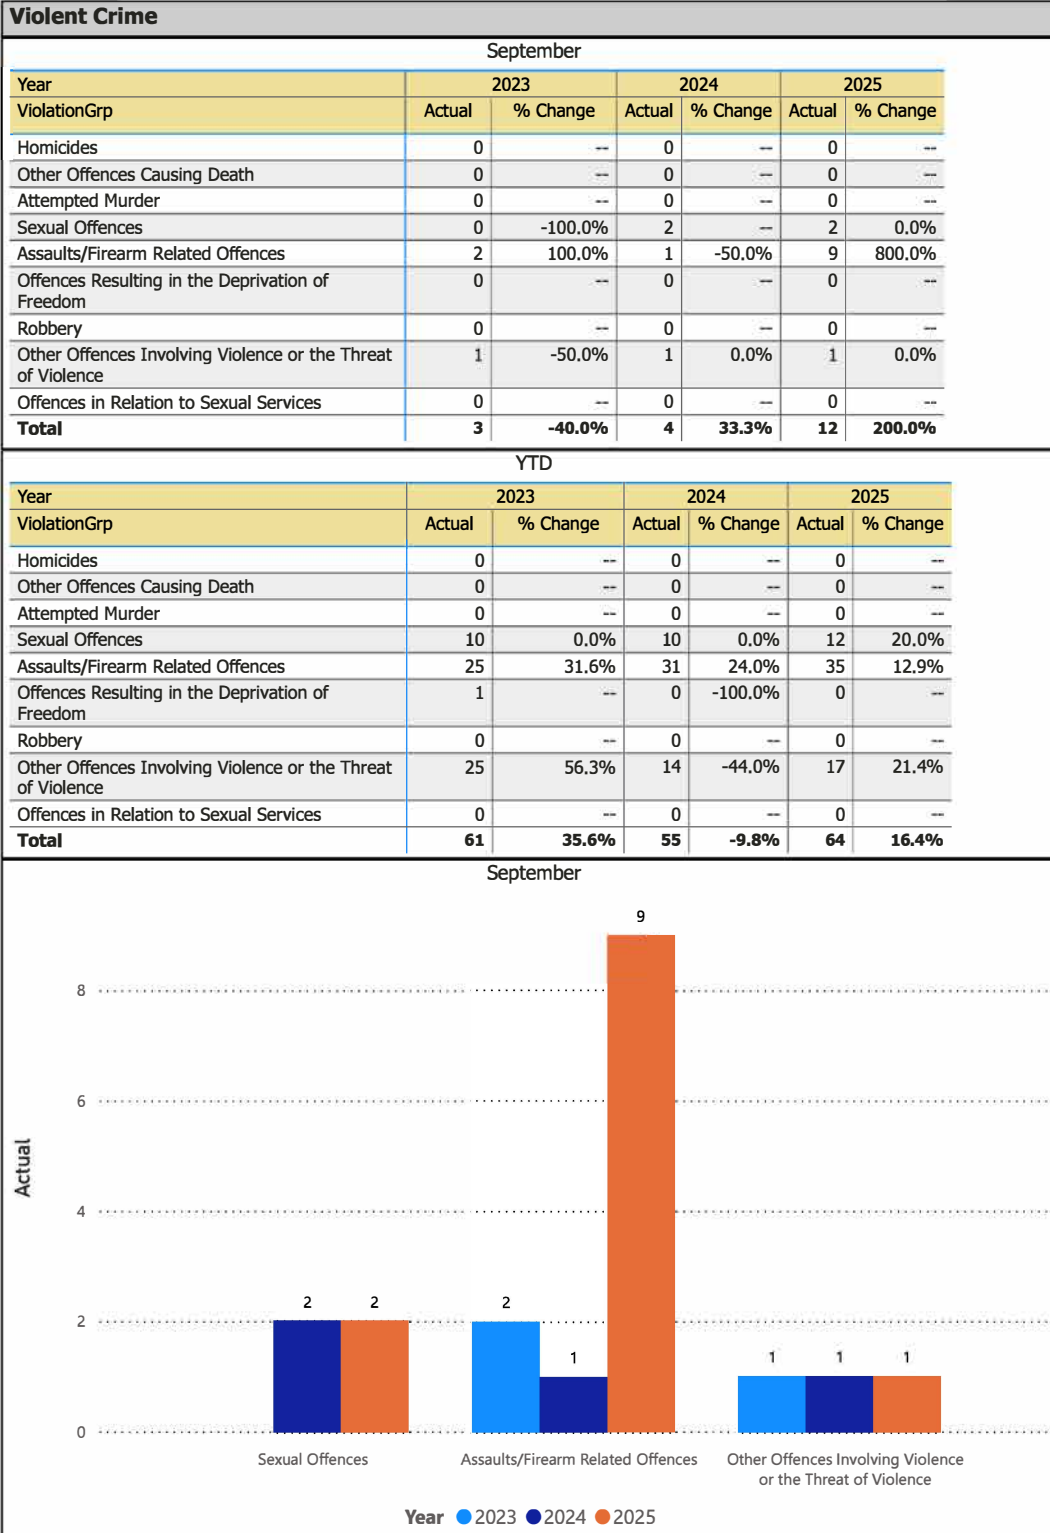 Violent Crime
September
Year 2023 2024 2025
ViolationGrp Actual % Change Actual % Change Actual % Change
Homicides 0 -- 0 -- 0 --
Other Offences Causing Death 0 -- 0 -- 0 --
Attempted Murder 0 -- 0 -- 0 --
Sexual Offences 0 -100.0% 2 -- 2 0.0%
Assaults/Firearm Related Offences 2 100.0% 1 -50.0% 9 800.0%
Offences Resulting in the Deprivation of 0 -- 0 -- 0 --
Freedom
Robbery 0 -- 0 -- 0 --
Other Offences Involving Violence or the Threat 1 -50.0% 1 0.0% 1 0.0%
of Violence
Offences in Relation to Sexual Services 0 -- 0 -- 0 --
Total 3 -40.0% 4 33.3% 12 200.0%
YTD
Year 2023 2024 2025
ViolationGrp Actual % Change Actual % Change Actual % Change
Homicides 0 -- 0 -- 0 --
Other Offences Causing Death 0 -- 0 -- 0 --
Attempted Murder 0 -- 0 -- 0 --
Sexual Offences 10 0.0% 10 0.0% 12 20.0%
Assaults/Firearm Related Offences 25 31.6% 31 24.0% 35 12.9%
Offences Resulting in the Deprivation of 1 -- 0 -100.0% 0 --
Freedom
Robbery 0 -- 0 -- 0 --
Other Offences Involving Violence or the Threat 25 56.3% 14 -44.0% 17 21.4%
of Violence
Offences in Relation to Sexual Services 0 -- 0 -- 0 --
Total 61 35.6% 55 -9.8% 64 16.4%
September
9
8
6
Actual
4
2 2 2
2
1
1 1 1
0
Sexual Offences Assaults/Firearm Related Offences Other Offences Involving Violence
or the Threat of Violence
Year 2023 2024 2025